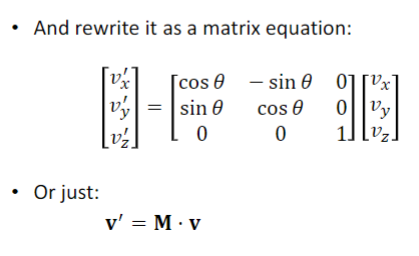 • And rewrite it as a matrix equation:
[v′x] [cos θ − sin θ 0] [vx]
[v′y] = [sin θ cos θ 0] [vy]
[v′z] [0 0 1] [vz]
• Or just:
v′ = M · v